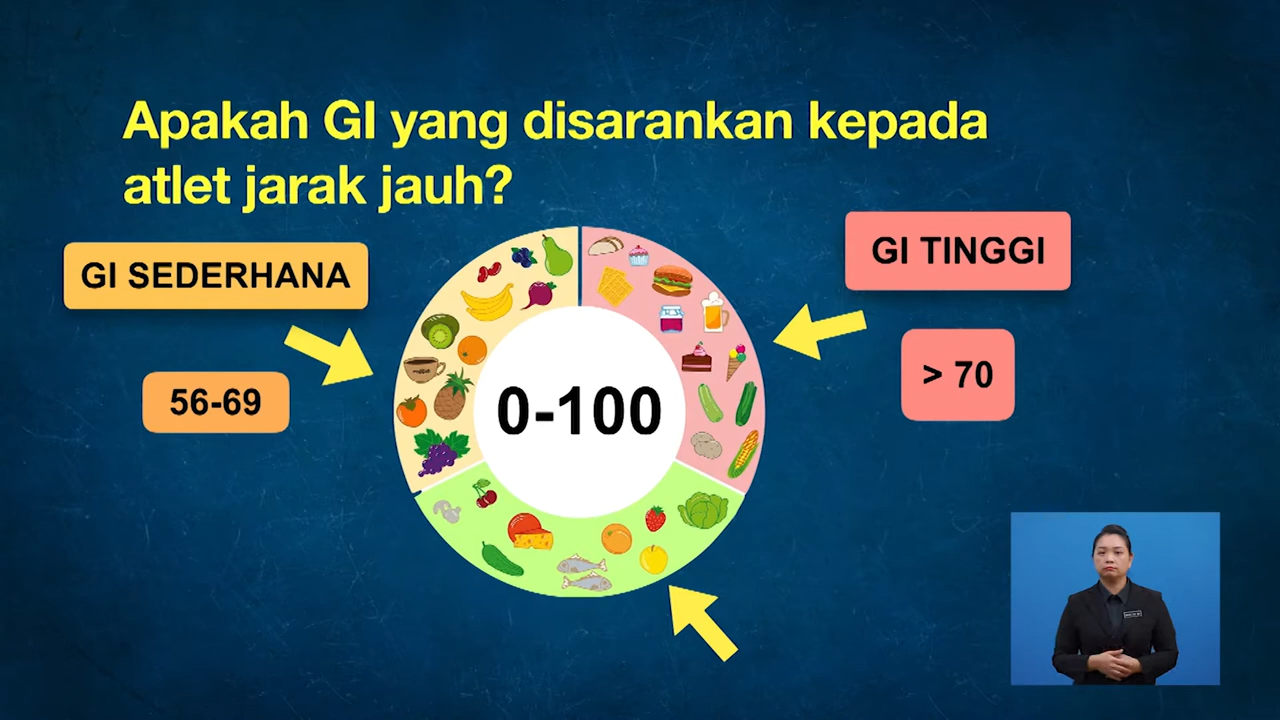 Apakah GI yang disarankan kepada
atlet jarak jauh?
GI SEDERHANA
56-69
0-100
GI TINGGI
> 70